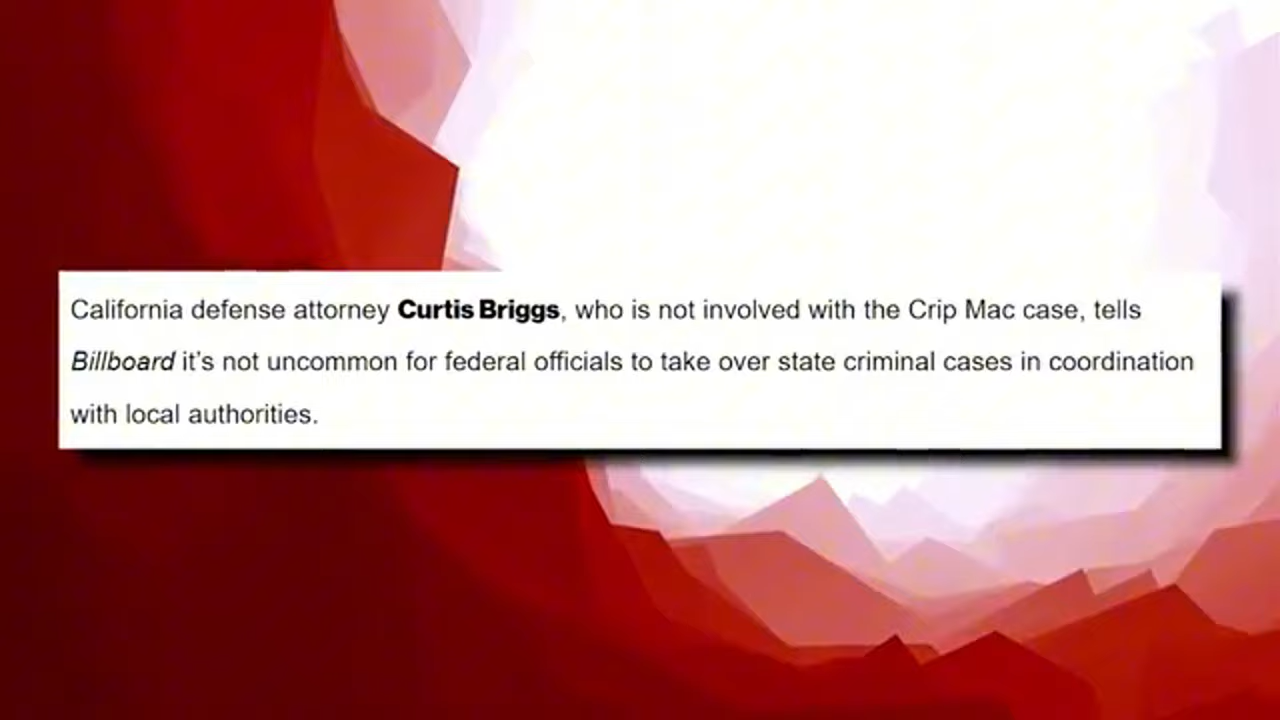 California defense attorney Curtis Briggs, who is not involved with the Crip Mac case, tells
Billboard it’s not uncommon for federal officials to take over state criminal cases in coordination
with local authorities.